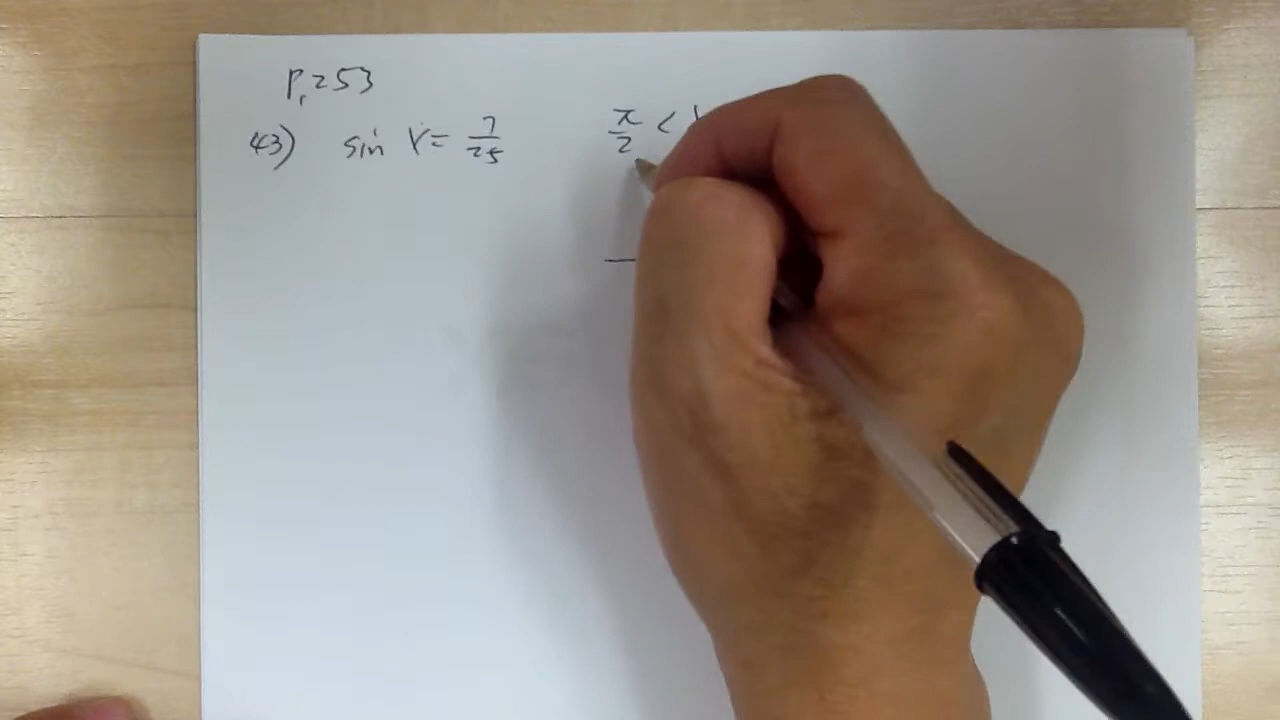 P.253
43) sin Y = 7/25 π/2 <